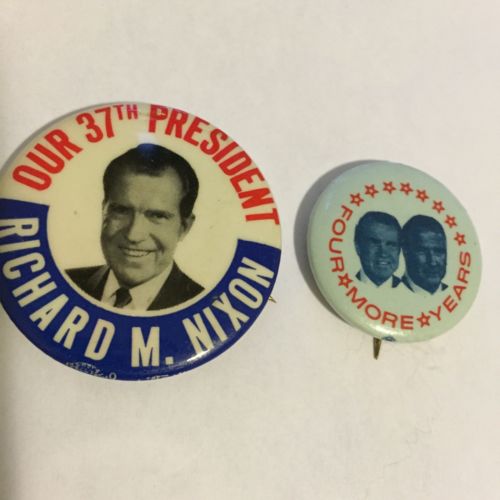 OUR 37TH PRESIDENT
RICHARD M. NIXON
FOUR MORE YEARS